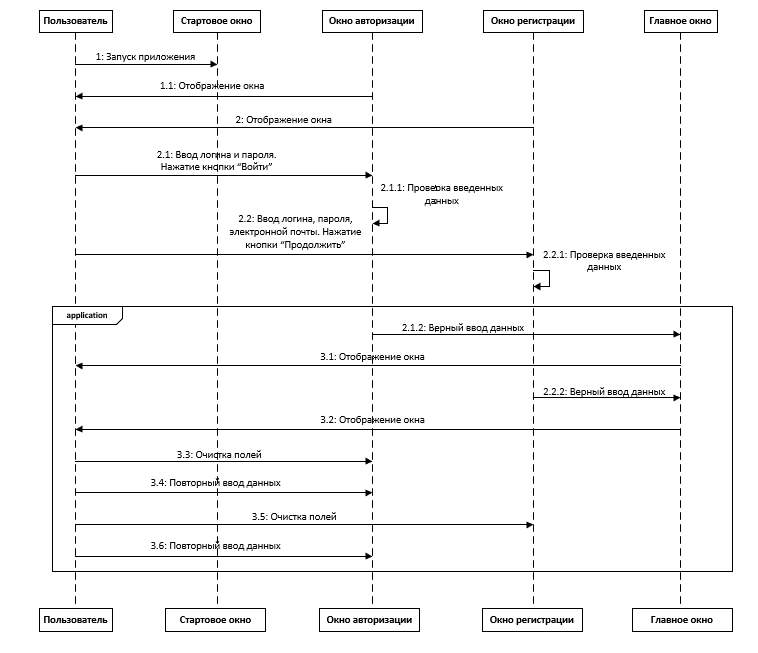 Пользователь
Стартовое окно
Окно авторизации
Окно регистрации
Главное окно
1: Запуск приложения
1.1: Отображение окна
2: Отображение окна
2.1: Ввод логина и пароля.
Нажатие кнопки “Войти”
2.1.1: Проверка введенных
данных
2.2: Ввод логина, пароля,
электронной почты. Нажатие
кнопки “Продолжить”
2.2.1: Проверка введенных
данных
application
2.1.2: Верный ввод данных
3.1: Отображение окна
2.2.2: Верный ввод данных
3.2: Отображение окна
3.3: Очистка полей
3.4: Повторный ввод данных
3.5: Очистка полей
3.6: Повторный ввод данных
Пользователь
Стартовое окно
Окно авторизации
Окно регистрации
Главное окно